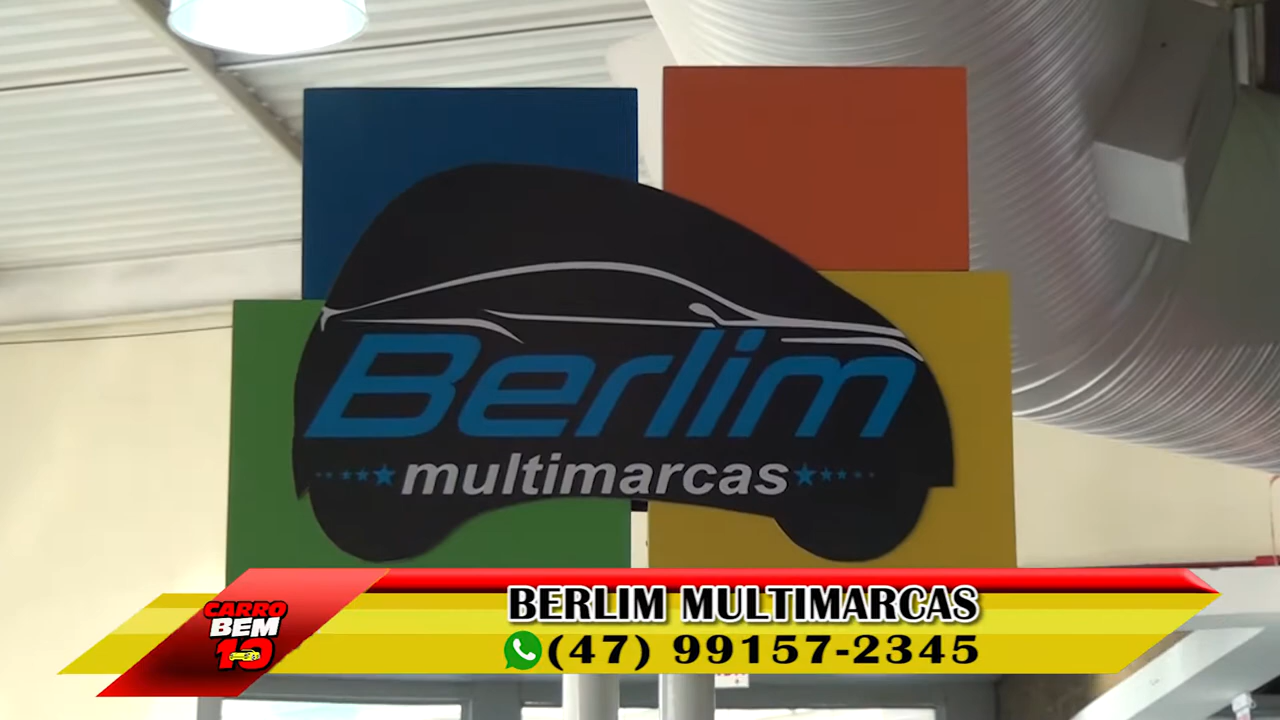 Berlim
multimarcas
CARRO
BEM
10
BERLIM MULTIMARCAS
(47) 99157-2345